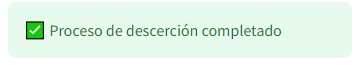 ✅ Proceso de descerción completado